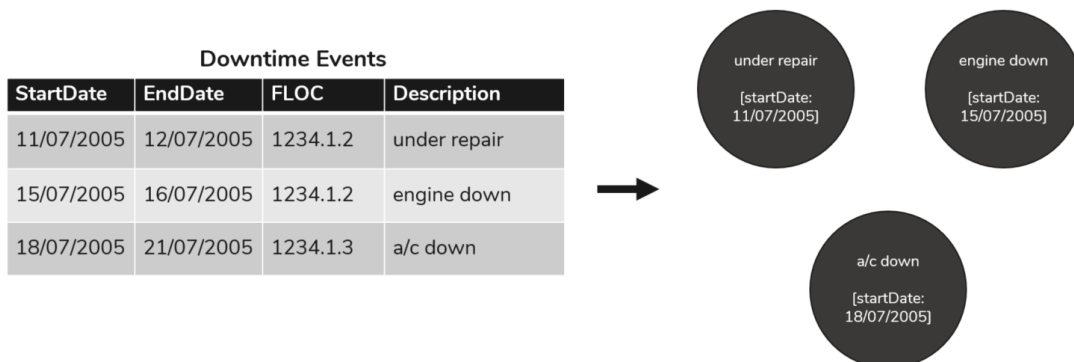 Downtime Events
StartDate EndDate FLOC Description
11/07/2005 12/07/2005 1234.1.2 under repair
15/07/2005 16/07/2005 1234.1.2 engine down
18/07/2005 21/07/2005 1234.1.3 a/c down
under repair
[startDate:
11/07/2005]
engine down
[startDate:
15/07/2005]
a/c down
[startDate:
18/07/2005]